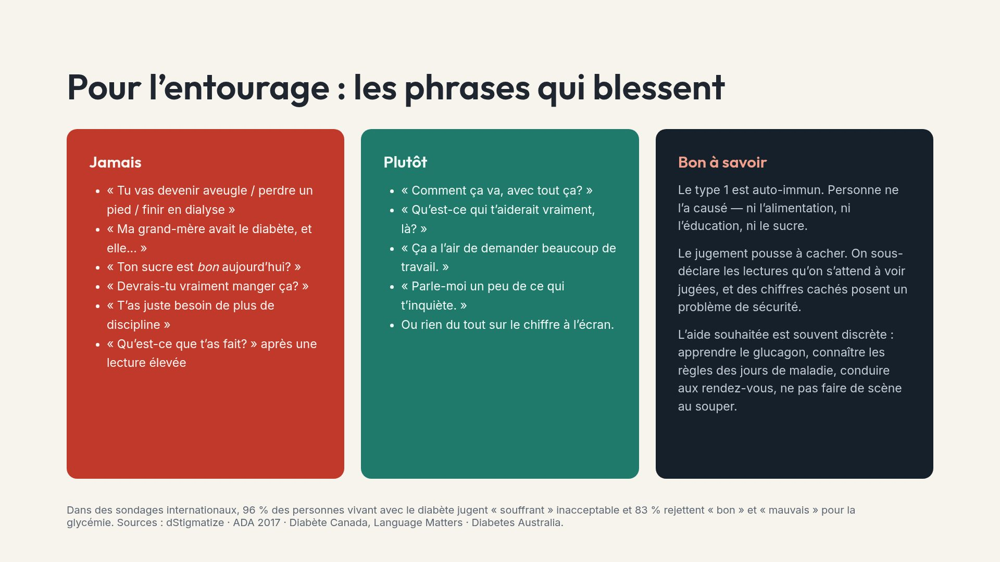 Pour l’entourage : les phrases qui blessent
Jamais
• « Tu vas devenir aveugle / perdre un
pied / finir en dialyse »
• « Ma grand-mère avait le diabète, et
elle… »
• « Ton sucre est bon aujourd’hui? »
• « Devrais-tu vraiment manger ça? »
• « T’as juste besoin de plus de
discipline »
• « Qu’est-ce que t’as fait? » après une
lecture élevée
Plutôt
• « Comment ça va, avec tout ça? »
• « Qu’est-ce qui t’aiderait vraiment,
là? »
• « Ça a l’air de demander beaucoup de
travail. »
• « Parle-moi un peu de ce qui
t’inquiète. »
• Ou rien du tout sur le chiffre à l’écran.
Bon à savoir
Le type 1 est auto-immun. Personne ne
l’a causé — ni l’alimentation, ni
l’éducation, ni le sucre.
Le jugement pousse à cacher. On sous-
déclare les lectures qu’on s’attend à voir
jugées, et des chiffres cachés posent un
problème de sécurité.
L’aide souhaitée est souvent discrète :
apprendre le glucagon, connaître les
règles des jours de maladie, conduire
aux rendez-vous, ne pas faire de scène
au souper.
Dans des sondages internationaux, 96 % des personnes vivant avec le diabète jugent « souffrant » inacceptable et 83 % rejettent « bon » et « mauvais » pour la
glycémie. Sources : dStigmatize · ADA 2017 · Diabète Canada, Language Matters · Diabetes Australia.